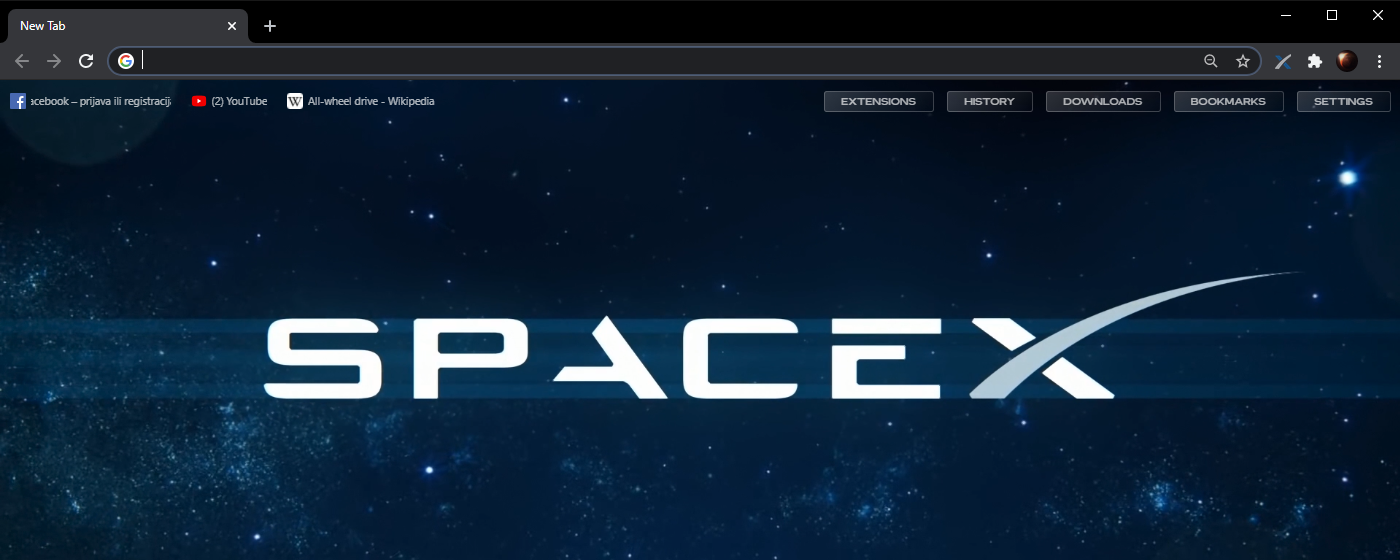 New Tab
acebook – prijava ili registracij
(2) YouTube
W All-wheel drive - Wikipedia
EXTENSIONS
HISTORY
DOWNLOADS
BOOKMARKS
SETTINGS
SPACEX